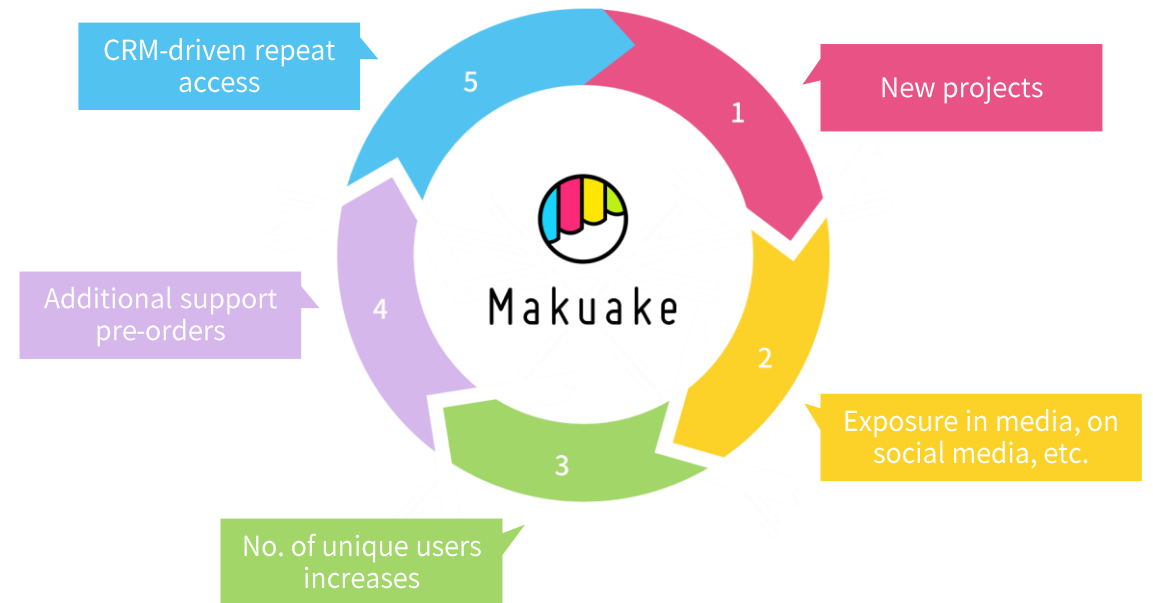 1
New projects
2
Exposure in media, on
social media, etc.
3
No. of unique users
increases
4
Additional support
pre-orders
5
CRM-driven repeat
access
Makuake